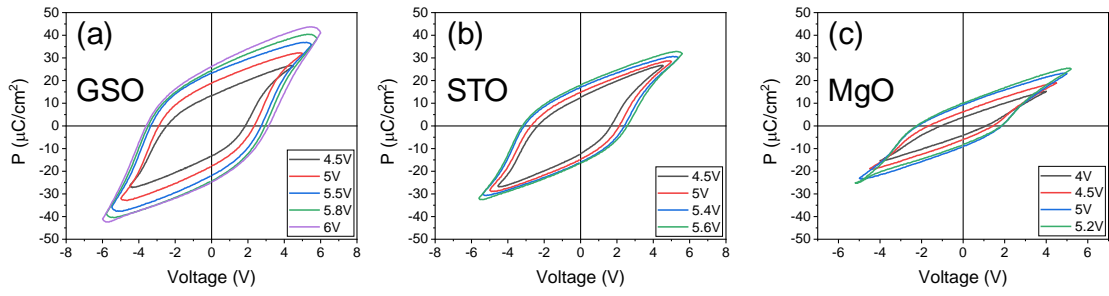 (a)
GSO
P (μC/cm²)
50
40
30
20
10
0
-10
-20
-30
-40
-50
-8 -6 -4 -2 0 2 4 6 8
Voltage (V)
4.5V
5V
5.5V
5.8V
6V
(b)
STO
P (μC/cm²)
50
40
30
20
10
0
-10
-20
-30
-40
-50
-8 -6 -4 -2 0 2 4 6 8
Voltage (V)
4.5V
5V
5.4V
5.6V
(c)
MgO
P (μC/cm²)
50
40
30
20
10
0
-10
-20
-30
-40
-50
-6 -4 -2 0 2 4 6
Voltage (V)
4V
4.5V
5V
5.2V